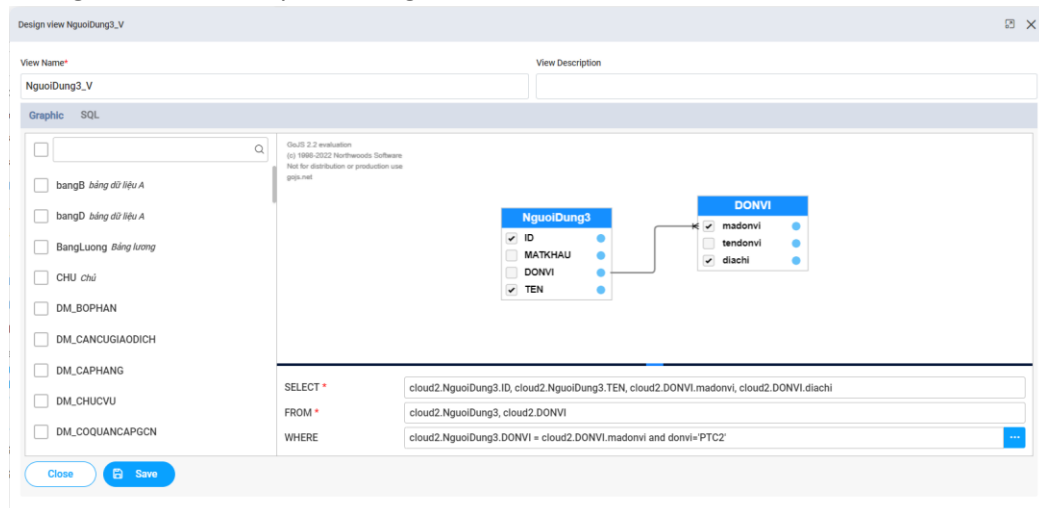 Design view NguoiDung3_V
View Name*
View Description
NguoiDung3_V
Graphic SQL
GoJS 2.2 evaluation
(c) 1998-2022 Northwoods Software
Not for distribution or production use
gojs.net
bangB bảng dữ liệu A
bangD bảng dữ liệu A
BangLuong Bảng lương
CHU Chủ
DM_BOPHAN
DM_CANCUGIAODICH
DM_CAPHANG
DM_CHUCVU
DM_COQUANCAPGCN
NguoiDung3
ID
MATKHAU
DONVI
TEN
DONVI
madonvi
tendonvi
diachi
SELECT * cloud2.NguoiDung3.ID, cloud2.NguoiDung3.TEN, cloud2.DONVI.madonvi, cloud2.DONVI.diachi
FROM * cloud2.NguoiDung3, cloud2.DONVI
WHERE cloud2.NguoiDung3.DONVI = cloud2.DONVI.madonvi and donvi='PTC2'
Close Save